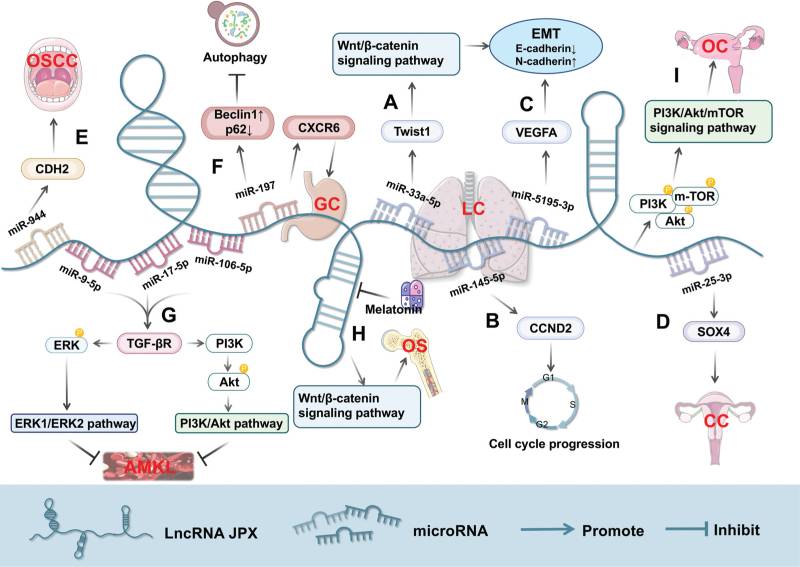 OSCC
E
CDH2
miR-944
Autophagy
Beclin1↑
p62↓
CXCR6
F
miR-197
GC
Wnt/β-catenin
signaling pathway
EMT
E-cadherin↓
N-cadherin↑
A
C
Twist1
VEGFA
miR-33a-5p
miR-5195-3p
LC
OC
I
PI3K/Akt/mTOR
signaling pathway
P
PI3K
P
m-TOR
P
Akt
miR-9-5p
miR-17-5p
miR-106-5p
Melatonin
miR-145-5p
miR-25-3p
G
P
ERK
TGF-βR
PI3K
P
Akt
ERK1/ERK2 pathway
PI3K/Akt pathway
AMKL
H
OS
Wnt/β-catenin
signaling pathway
B
CCND2
G1
S
G2
M
Cell cycle progression
D
SOX4
CC
LncRNA JPX
microRNA
Promote
Inhibit